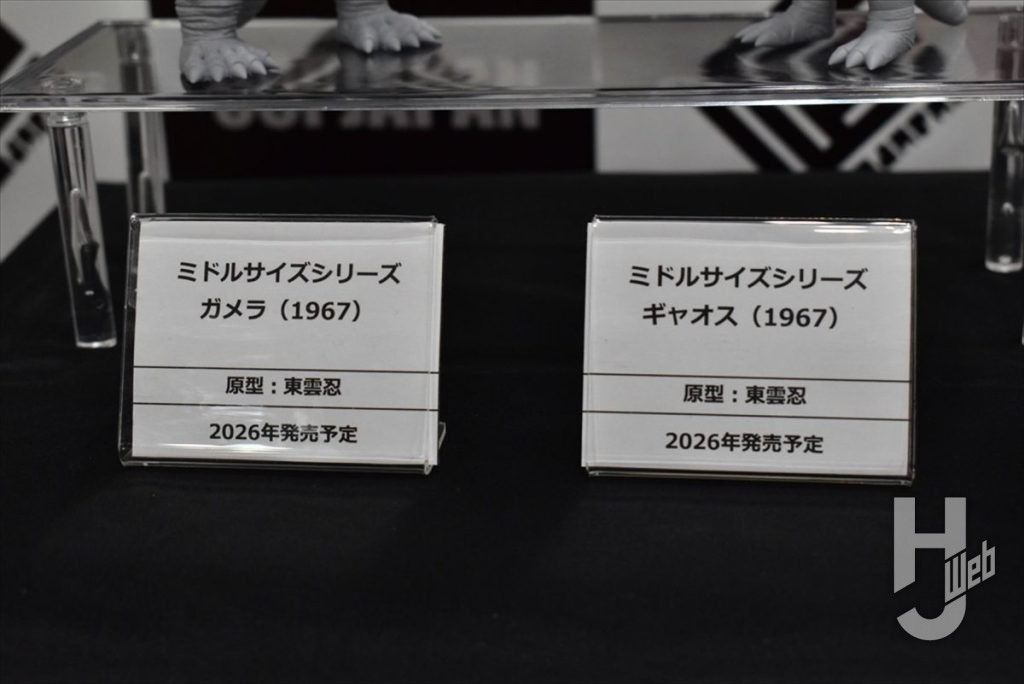 ミドルサイズシリーズ
ガメラ（1967）
原型：東雲忍
2026年発売予定
ミドルサイズシリーズ
ギャオス（1967）
原型：東雲忍
2026年発売予定
HJ Web